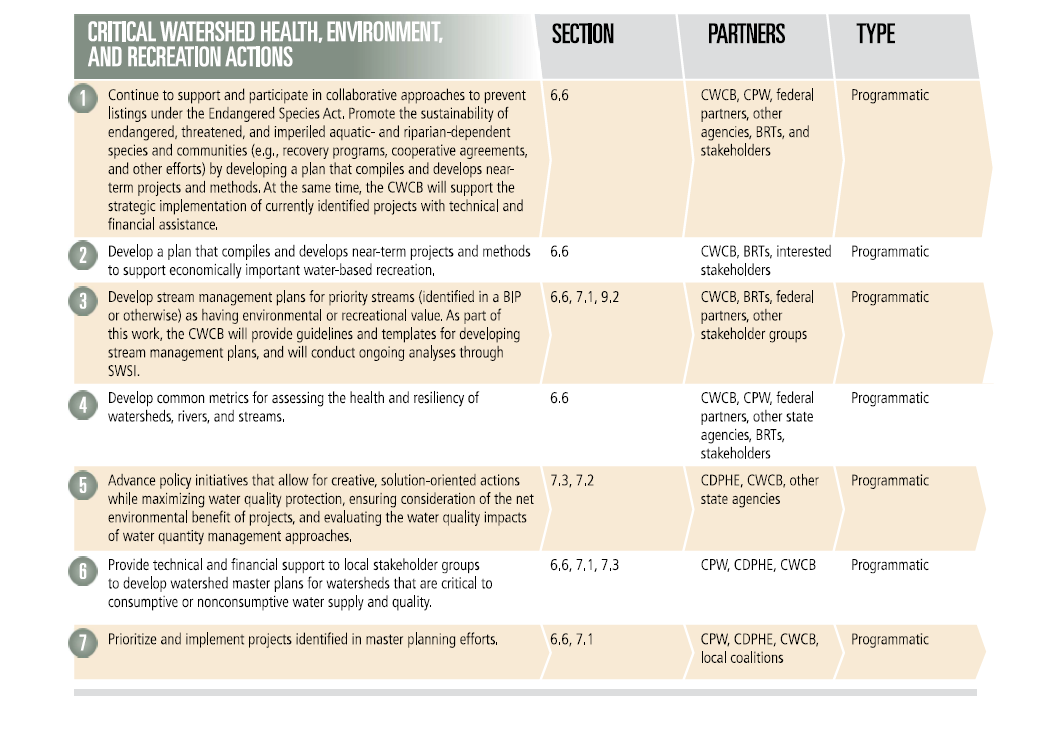 CRITICAL WATERSHED HEALTH, ENVIRONMENT,
AND RECREATION ACTIONS
SECTION
PARTNERS
TYPE
1
Continue to support and participate in collaborative approaches to prevent
listings under the Endangered Species Act. Promote the sustainability of
endangered, threatened, and imperiled aquatic- and riparian-dependent
species and communities (e.g., recovery programs, cooperative agreements,
and other efforts) by developing a plan that compiles and develops near-
term projects and methods. At the same time, the CWCB will support the
strategic implementation of currently identified projects with technical and
financial assistance.
6.6
CWCB, CPW, federal
partners, other
agencies, BRTs, and
stakeholders
Programmatic
2
Develop a plan that compiles and develops near-term projects and methods
to support economically important water-based recreation.
6.6
CWCB, BRTs, interested
stakeholders
Programmatic
3
Develop stream management plans for priority streams (identified in a BIP
or otherwise) as having environmental or recreational value. As part of
this work, the CWCB will provide guidelines and templates for developing
stream management plans, and will conduct ongoing analyses through
SWSI.
6.6, 7.1, 9.2
CWCB, BRTs, federal
partners, other
stakeholder groups
Programmatic
4
Develop common metrics for assessing the health and resiliency of
watersheds, rivers, and streams.
6.6
CWCB, CPW, federal
partners, other state
agencies, BRTs,
stakeholders
Programmatic
5
Advance policy initiatives that allow for creative, solution-oriented actions
while maximizing water quality protection, ensuring consideration of the net
environmental benefit of projects, and evaluating the water quality impacts
of water quantity management approaches.
7.3, 7.2
CDPHE, CWCB, other
state agencies
Programmatic
6
Provide technical and financial support to local stakeholder groups
to develop watershed master plans for watersheds that are critical to
consumptive or nonconsumptive water supply and quality.
6.6, 7.1, 7.3
CPW, CDPHE, CWCB
Programmatic
7
Prioritize and implement projects identified in master planning efforts.
6.6, 7.1
CPW, CDPHE, CWCB,
local coalitions
Programmatic